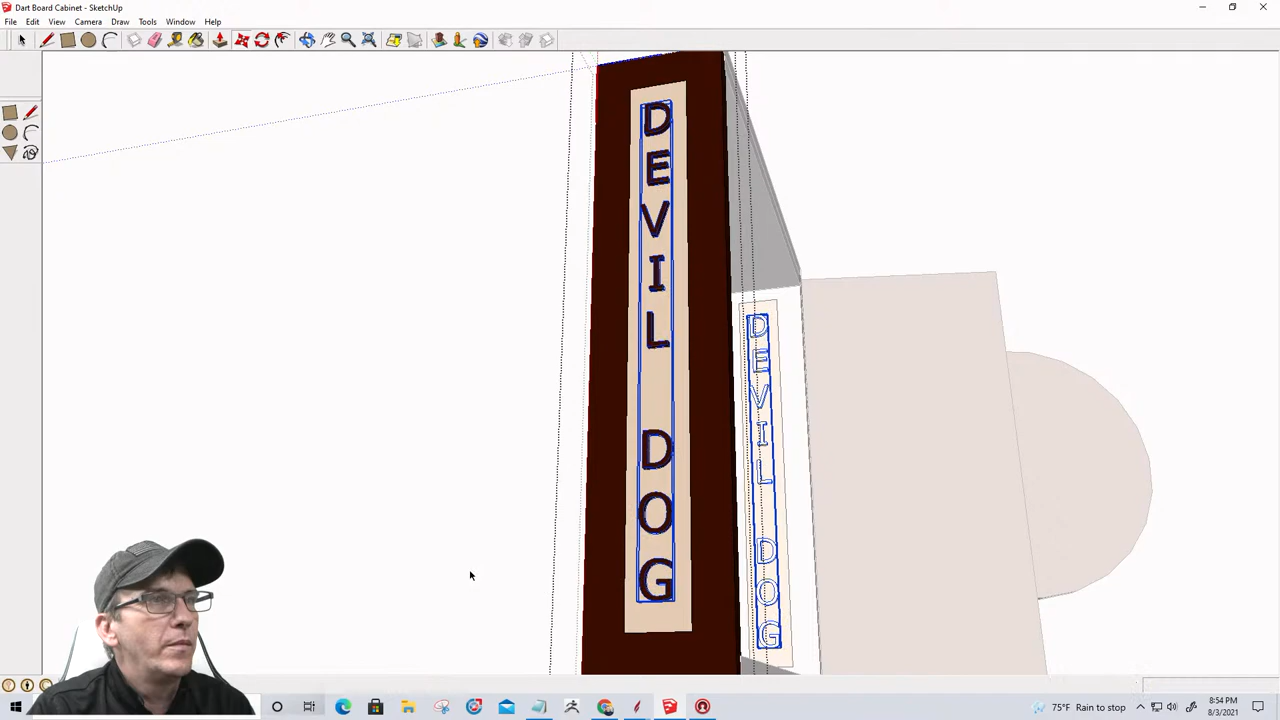 Dart Board Cabinet - SketchUp
File Edit View Camera Draw Tools Window Help
D
E
V
I
L
D
O
G
D
E
V
I
L
D
O
G
75°F Rain to stop
8:54 PM
8/3/2021